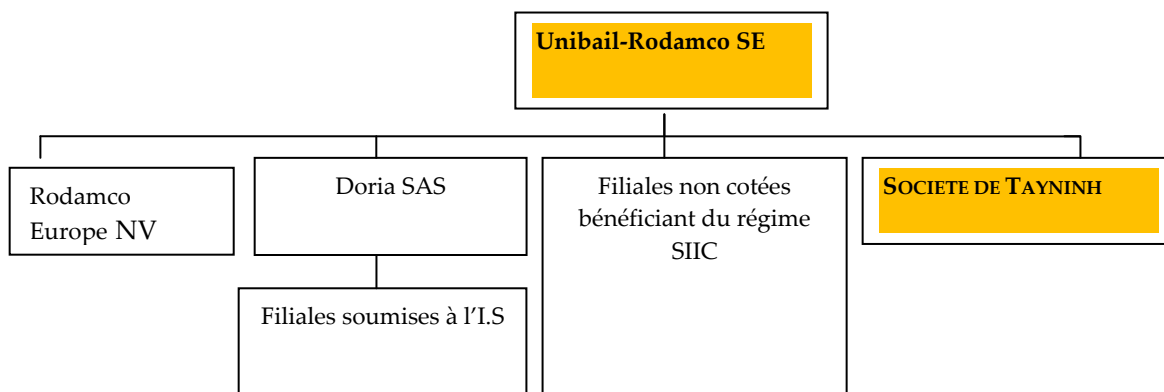 Unibail-Rodamco SE
Rodamco
Europe NV
Doria SAS
Filiales soumises à l’I.S
Filiales non cotées
bénéficiant du régime
SIIC
SOCIETE DE TAYNINH